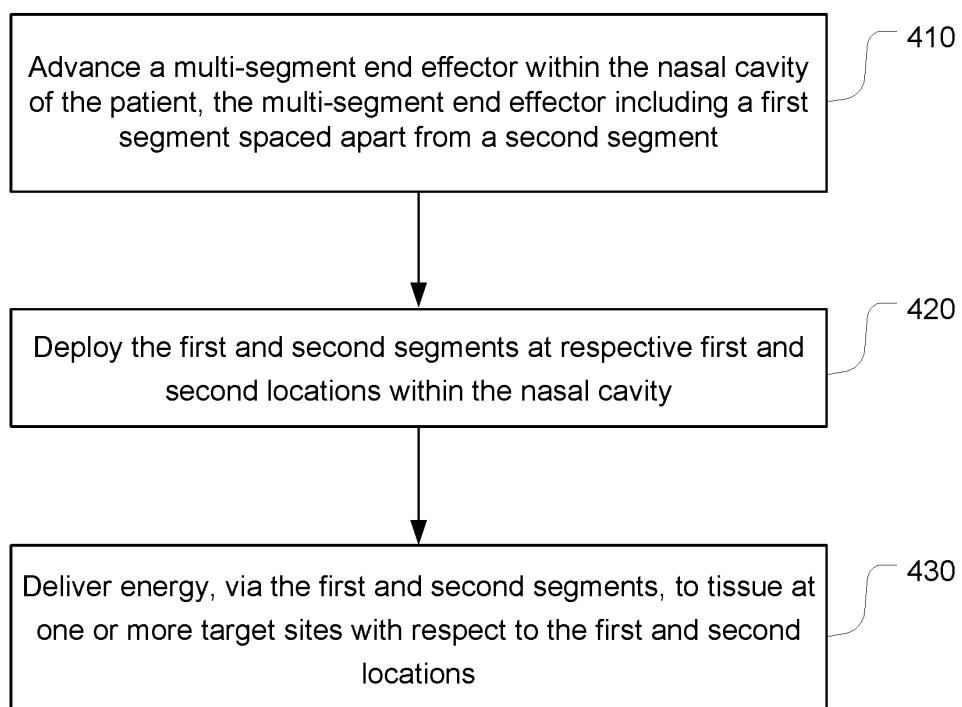 Advance a multi-segment end effector within the nasal cavity
of the patient, the multi-segment end effector including a first
segment spaced apart from a second segment
410
Deploy the first and second segments at respective first and
second locations within the nasal cavity
420
Deliver energy, via the first and second segments, to tissue at
one or more target sites with respect to the first and second
locations
430